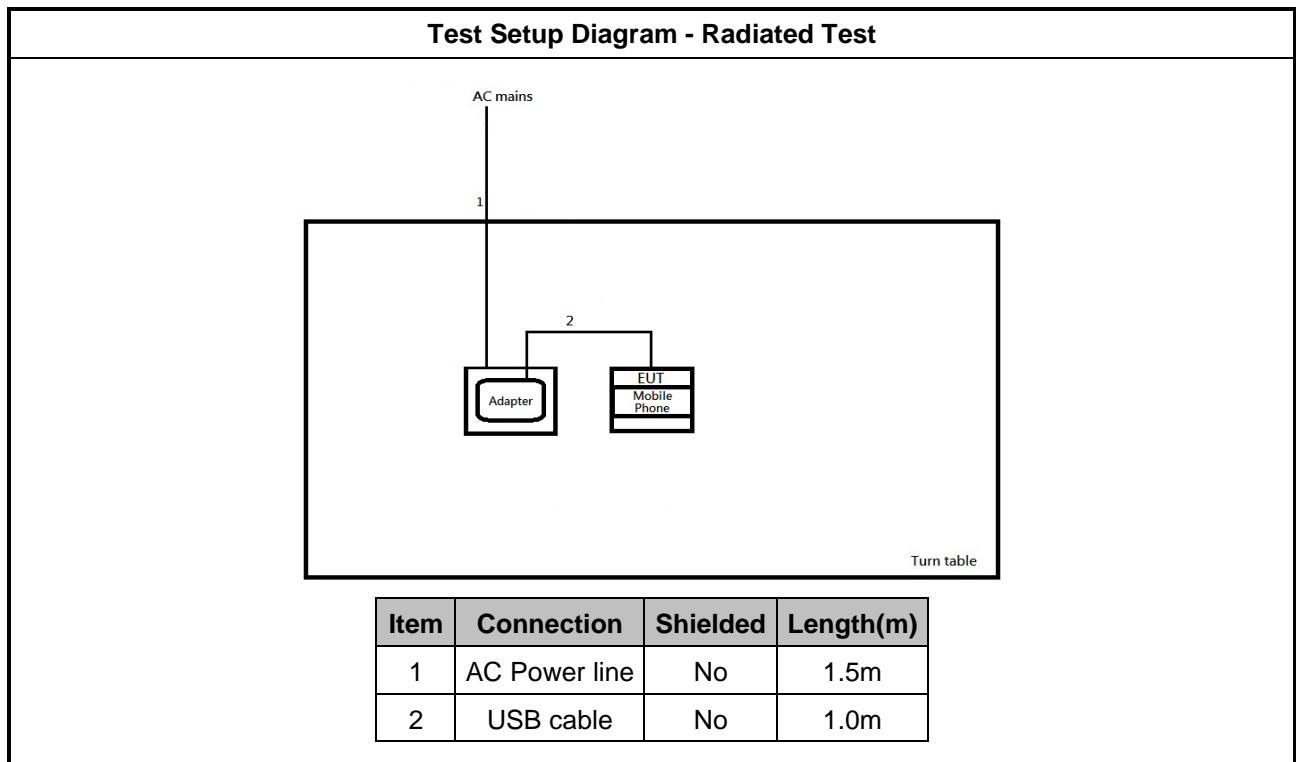 Test Setup Diagram - Radiated Test
AC mains
1
2
EUT
Adapter
Mobile
Phone
Turn table
Item Connection Shielded Length(m)
1 AC Power line No 1.5m
2 USB cable No 1.0m